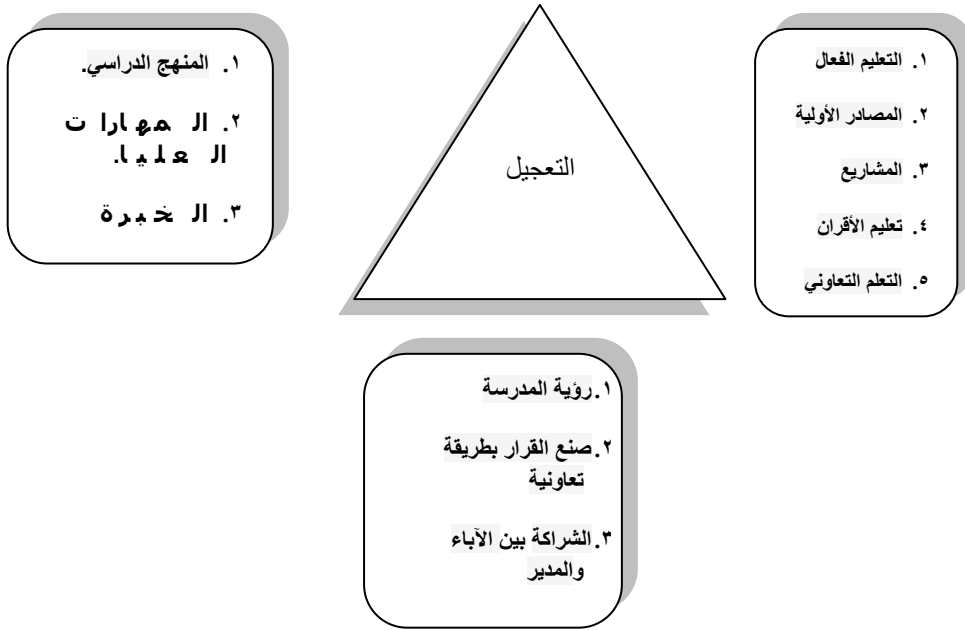 ١. التعليم الفعال
٢. المصادر الأولية
٣. المشاريع
٤. تعليم الأقران
٥. التعلم التعاوني
التعجيل
١. المنهج الدراسي.
٢. المهارات
العليا.
٣. الخبرة
١.رؤية المدرسة
٢.صنع القرار بطريقة
تعاونية
٣.الشراكة بين الآباء
والمدير